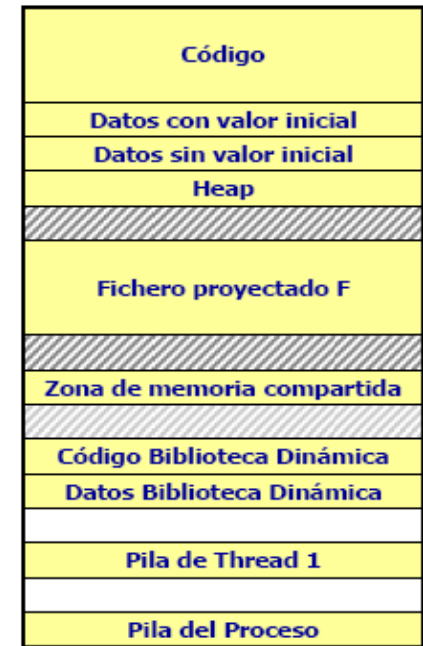 Código
Datos con valor inicial
Datos sin valor inicial
Heap
Fichero proyectado F
Zona de memoria compartida
Código Biblioteca Dinámica
Datos Biblioteca Dinámica
Pila de Thread 1
Pila del Proceso